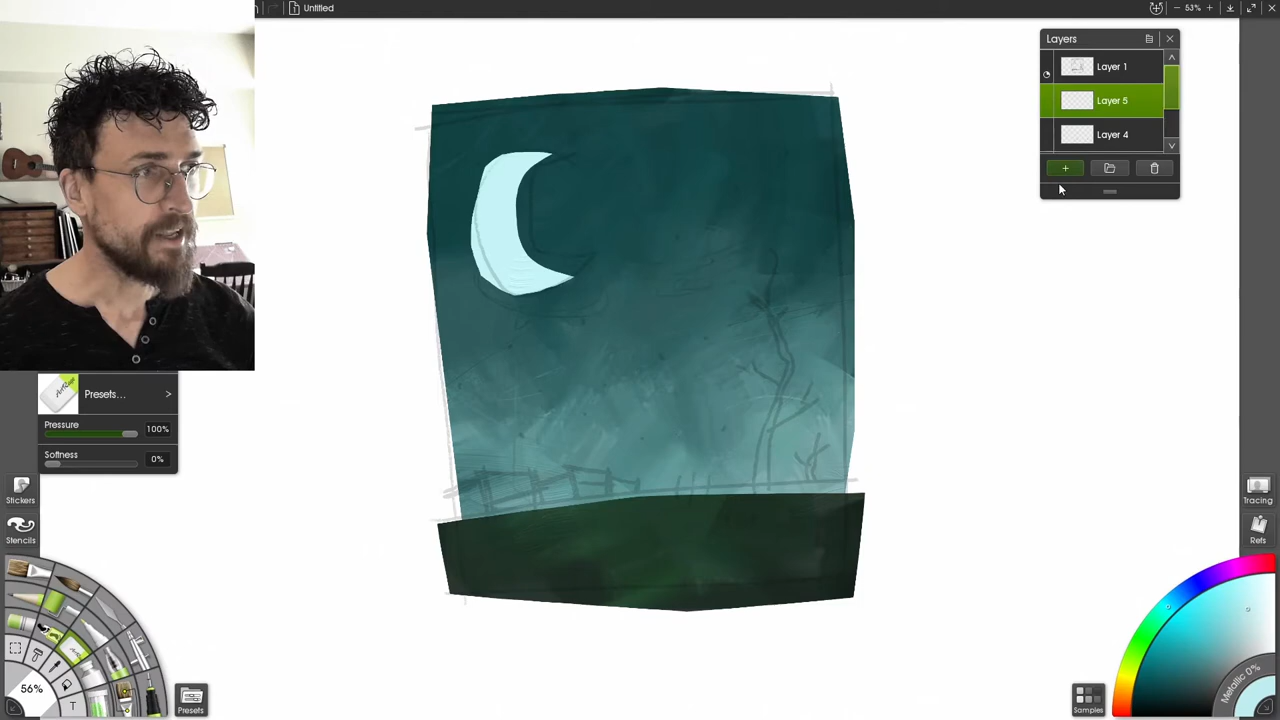 Untitled
53%
Layers
Layer 1
Layer 5
Layer 4
Presets...
Pressure
100%
Softness
0%
Stickers
Stencils
Tracing
Refs
56%
T
Presets
Metallic 0%
Samples